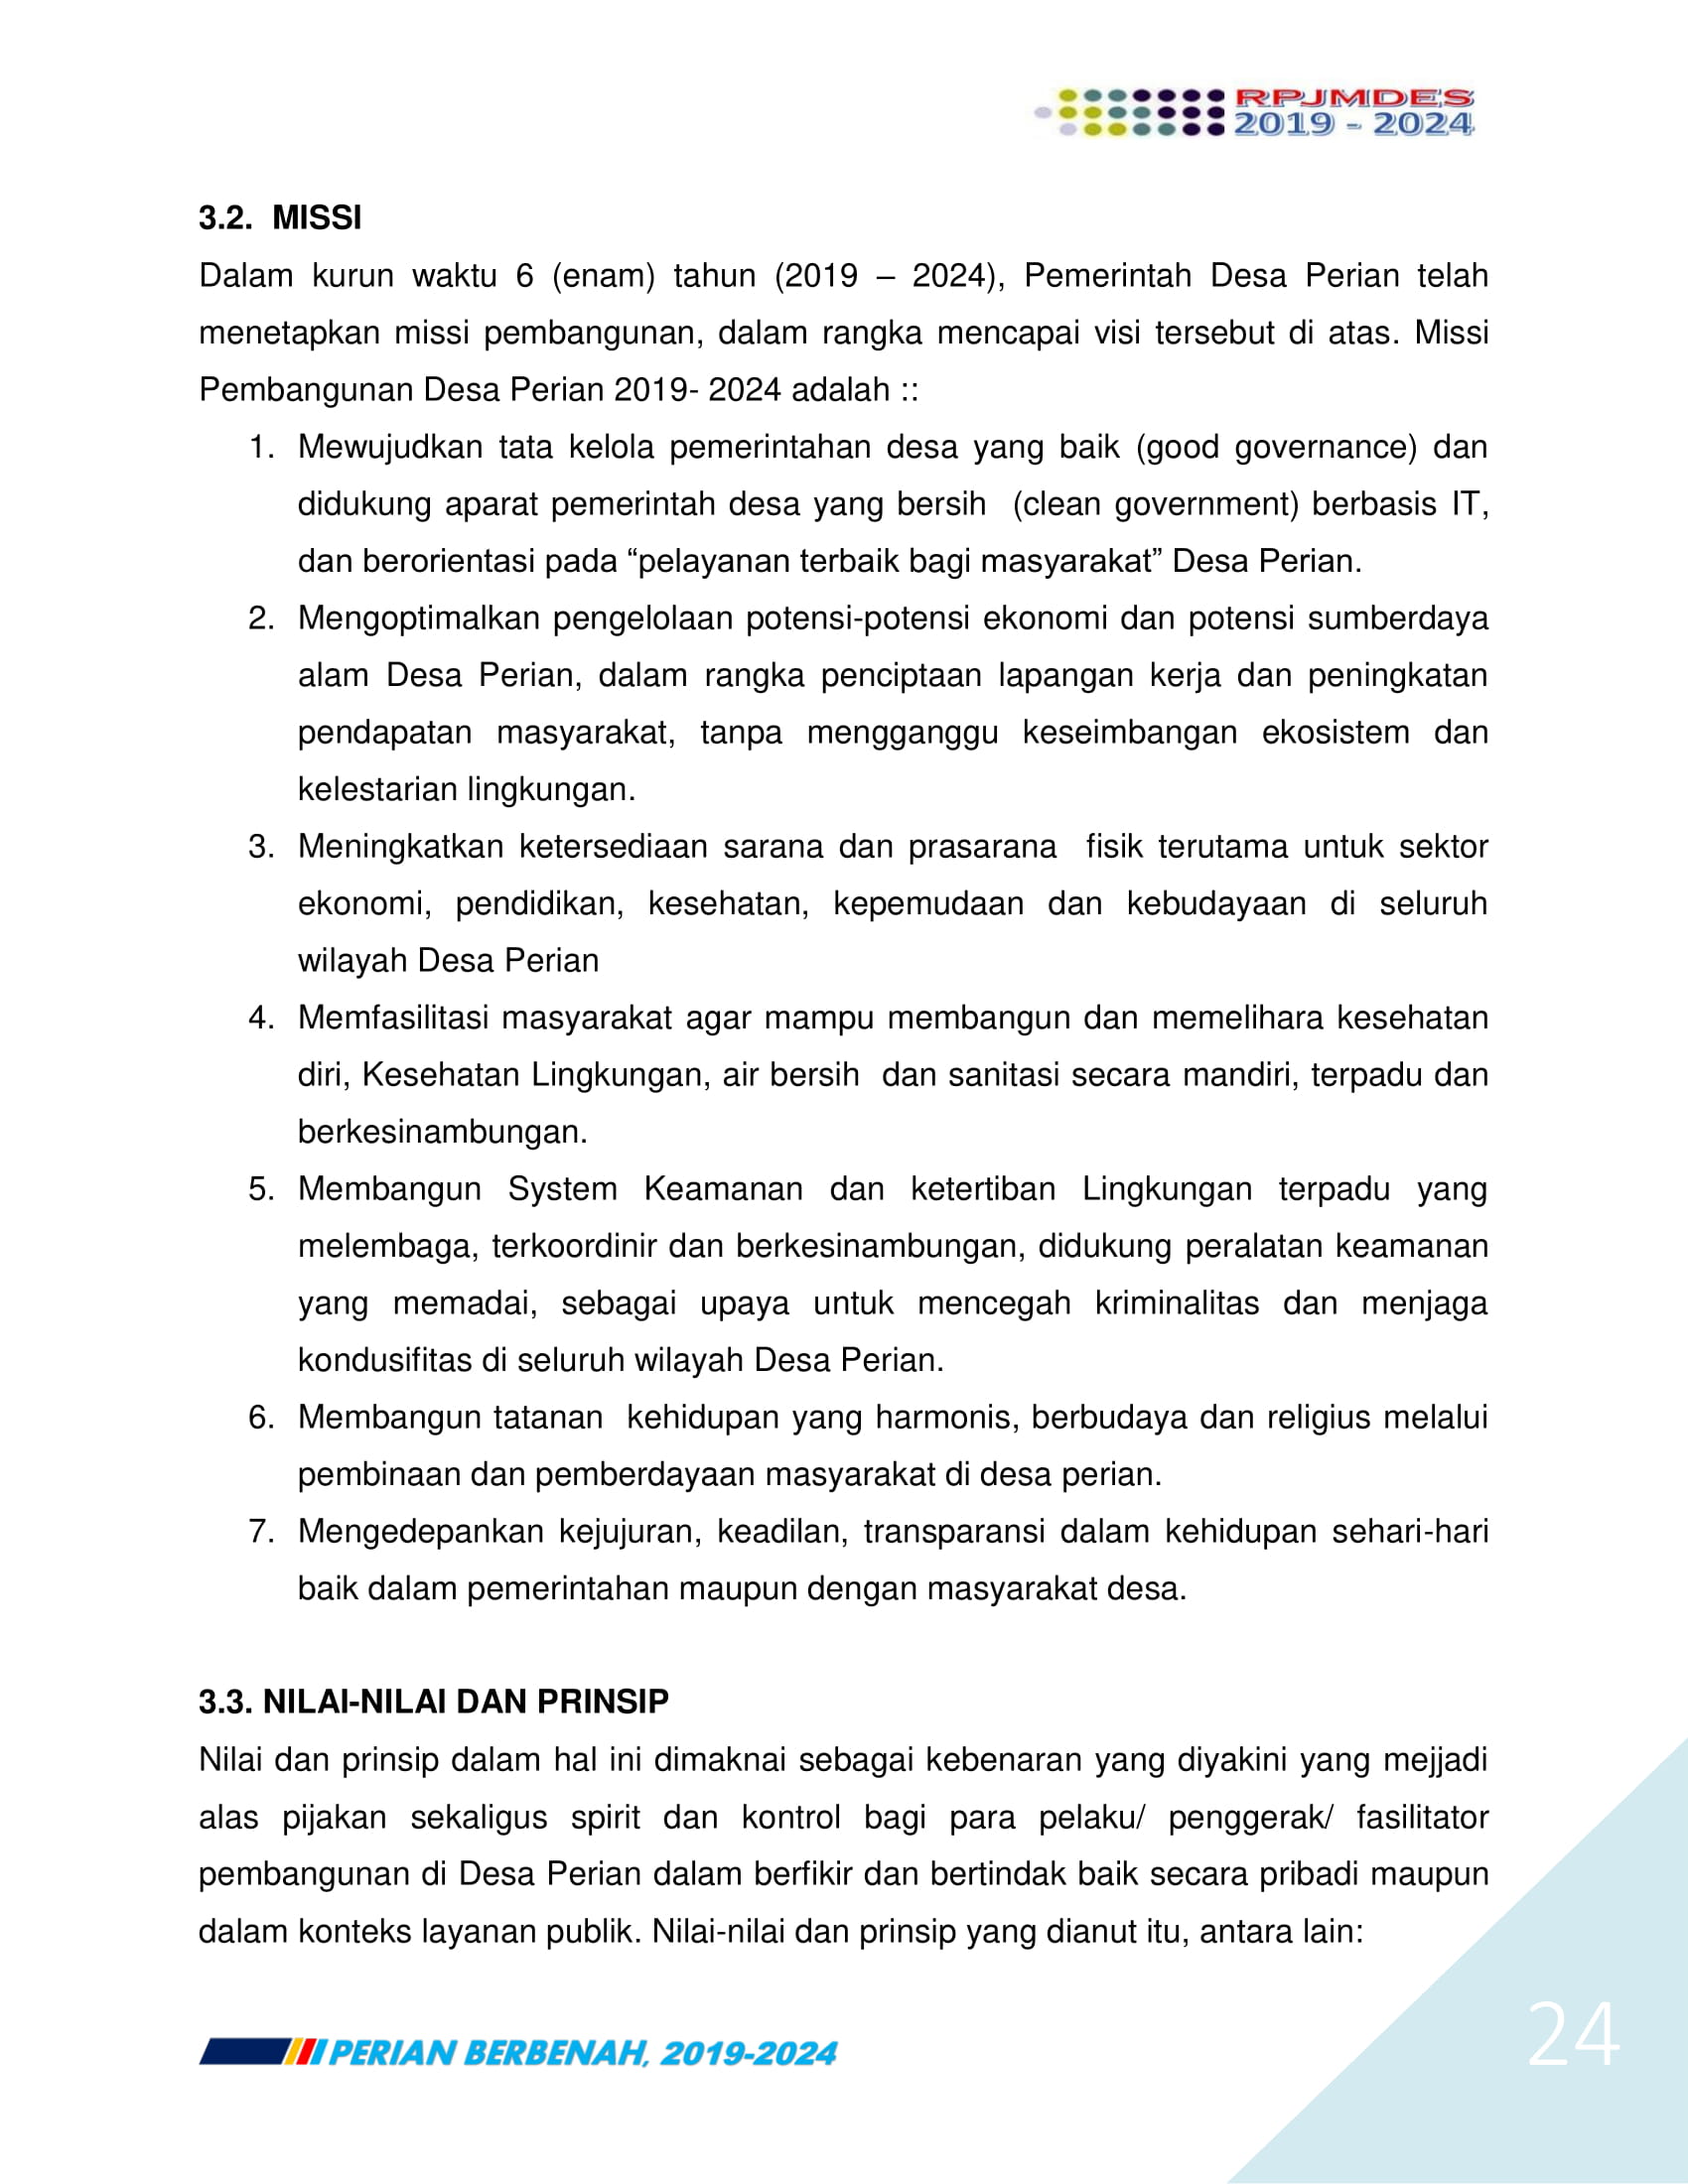 RPJMDES
2019 - 2024
3.2. MISSI
Dalam kurun waktu 6 (enam) tahun (2019 – 2024), Pemerintah Desa Perian telah
menetapkan missi pembangunan, dalam rangka mencapai visi tersebut di atas. Missi
Pembangunan Desa Perian 2019- 2024 adalah ::
1. Mewujudkan tata kelola pemerintahan desa yang baik (good governance) dan
didukung aparat pemerintah desa yang bersih (clean government) berbasis IT,
dan berorientasi pada “pelayanan terbaik bagi masyarakat” Desa Perian.
2. Mengoptimalkan pengelolaan potensi-potensi ekonomi dan potensi sumberdaya
alam Desa Perian, dalam rangka penciptaan lapangan kerja dan peningkatan
pendapatan masyarakat, tanpa mengganggu keseimbangan ekosistem dan
kelestarian lingkungan.
3. Meningkatkan ketersediaan sarana dan prasarana fisik terutama untuk sektor
ekonomi, pendidikan, kesehatan, kepemudaan dan kebudayaan di seluruh
wilayah Desa Perian
4. Memfasilitasi masyarakat agar mampu membangun dan memelihara kesehatan
diri, Kesehatan Lingkungan, air bersih dan sanitasi secara mandiri, terpadu dan
berkesinambungan.
5. Membangun System Keamanan dan ketertiban Lingkungan terpadu yang
melembaga, terkoordinir dan berkesinambungan, didukung peralatan keamanan
yang memadai, sebagai upaya untuk mencegah kriminalitas dan menjaga
kondusifitas di seluruh wilayah Desa Perian.
6. Membangun tatanan kehidupan yang harmonis, berbudaya dan religius melalui
pembinaan dan pemberdayaan masyarakat di desa perian.
7. Mengedepankan kejujuran, keadilan, transparansi dalam kehidupan sehari-hari
baik dalam pemerintahan maupun dengan masyarakat desa.
3.3. NILAI-NILAI DAN PRINSIP
Nilai dan prinsip dalam hal ini dimaknai sebagai kebenaran yang diyakini yang mejjadi
alas pijakan sekaligus spirit dan kontrol bagi para pelaku/ penggerak/ fasilitator
pembangunan di Desa Perian dalam berfikir dan bertindak baik secara pribadi maupun
dalam konteks layanan publik. Nilai-nilai dan prinsip yang dianut itu, antara lain:
24
PERIAN BERBENAH, 2019-2024